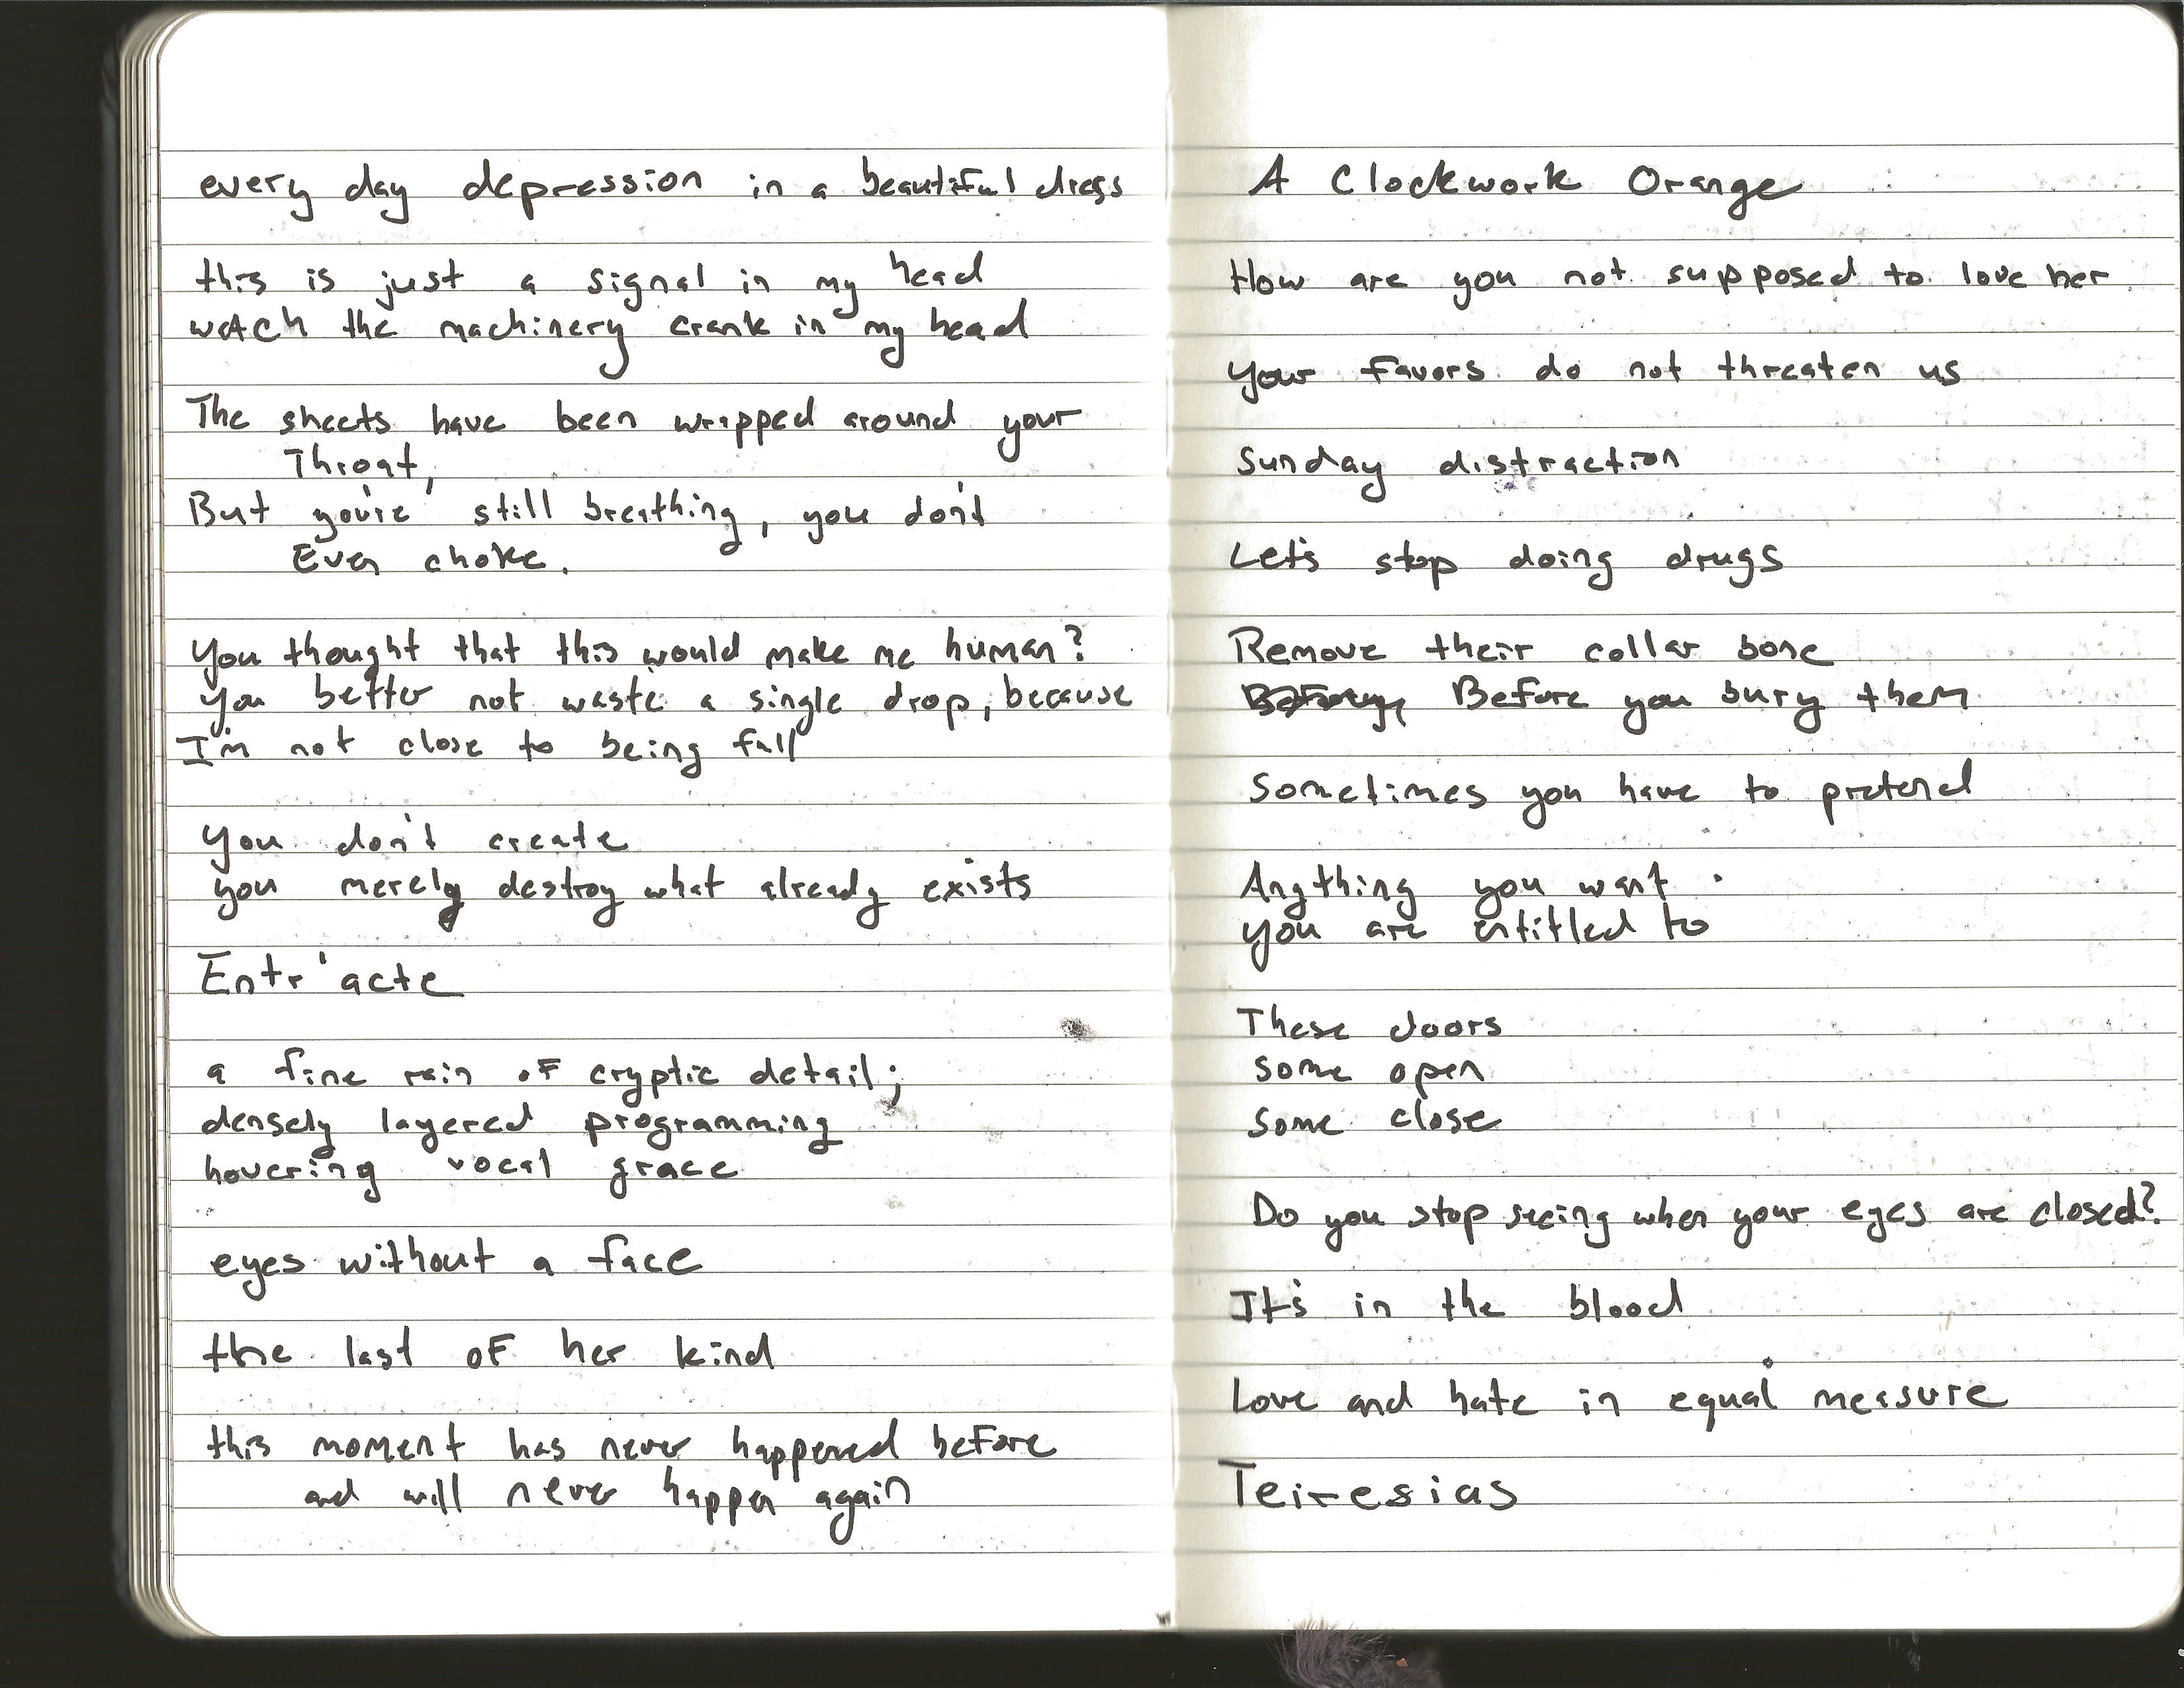 every day depression in a beautiful dress
this is just a signal in my head
watch the machinery crank in my head
The sheets have been wrapped around your
Throat,
But you're still breathing, you don't
Even choke.
You thought that this would make me human?
you better not waste a single drop, because
I'm not close to being full
You don't create
you merely destroy what already exists
Entr'acte
a fine rain of cryptic detail;
densely layered programming
hovering vocal grace
eyes without a face
the last of her kind
this moment has never happened before
and will never happen again
A Clockwork Orange
How are you not supposed to love her
Your favors do not threaten us
Sunday distraction
Let's stop doing drugs
Remove their collar bone
Before you bury them
Sometimes you have to pretend
Anything you want
you are entitled to
These doors
some open
some close
Do you stop seeing when your eyes are closed?
It's in the blood
Love and hate in equal measure
Teiresias